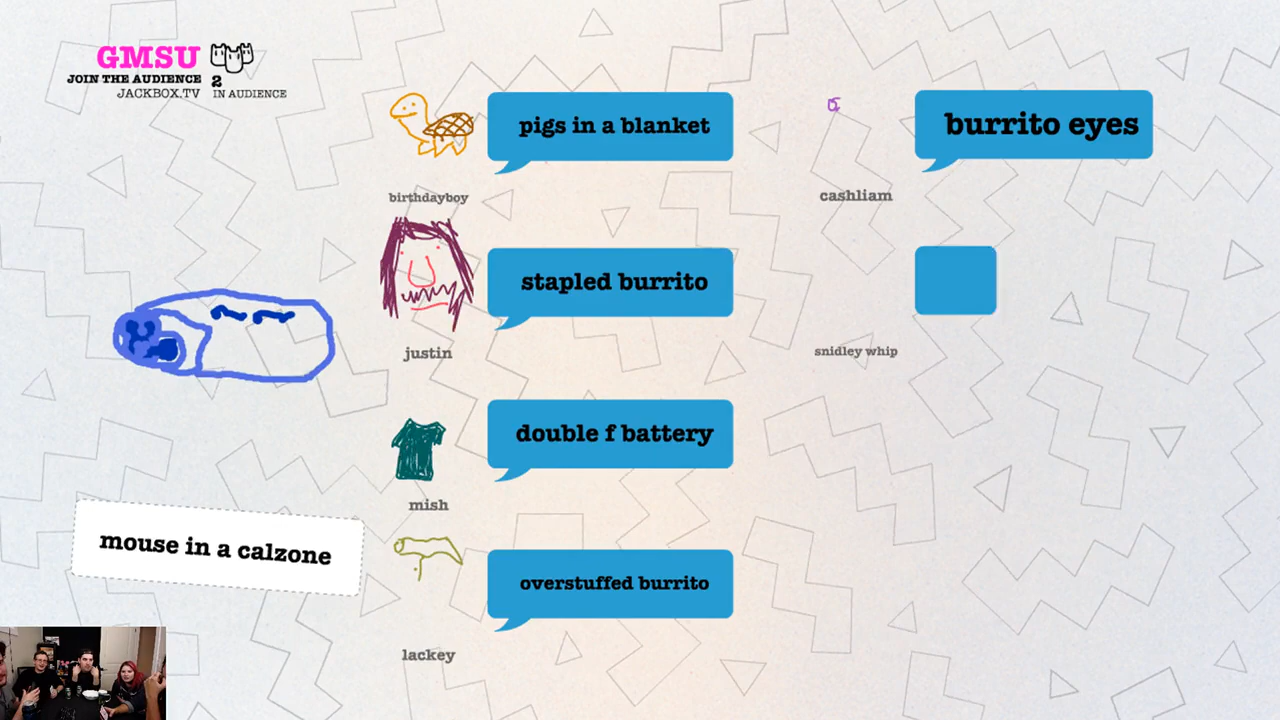 GMSU
JOIN THE AUDIENCE
JACKBOX.TV
2
IN AUDIENCE
pigs in a blanket
birthdayboy
stapled burrito
justin
double f battery
mish
overstuffed burrito
lackey
burrito eyes
cashliam
snidley whip
mouse in a calzone